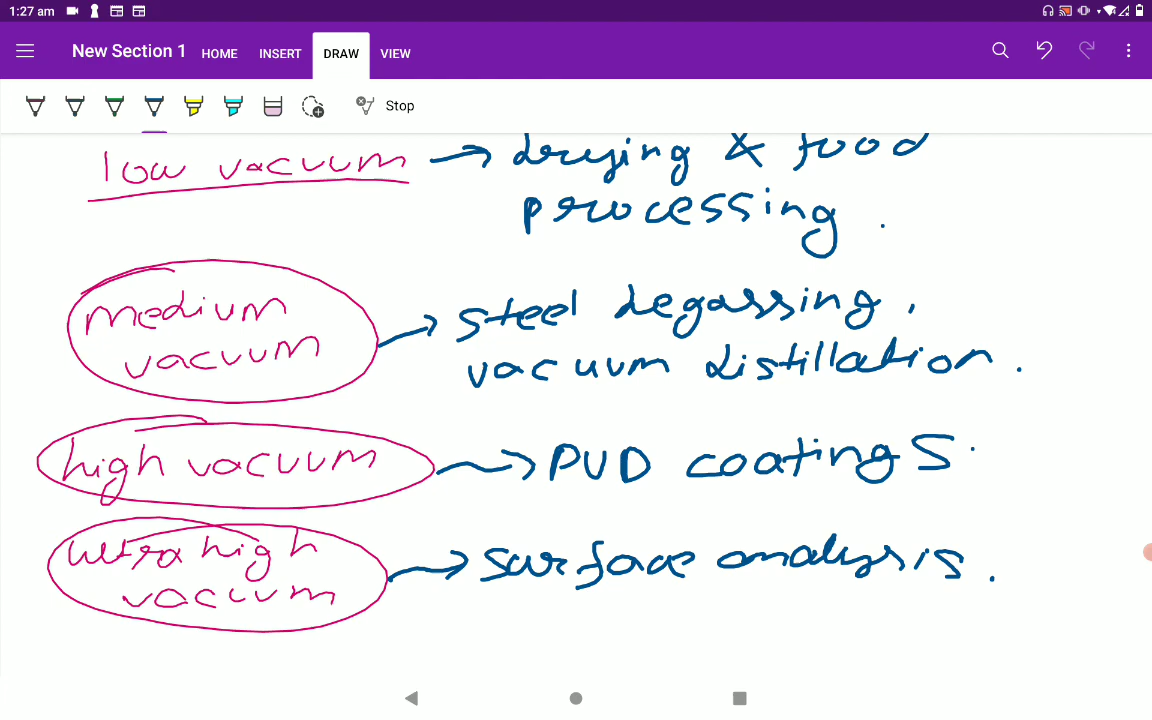 1:27 am
New Section 1 HOME INSERT DRAW VIEW
Stop
low vacuum → drying & food
processing.
medium
vacuum → steel degassing,
vacuum distillation.
high vacuum → PVD coatings.
ultra high
vacuum → surface analysis.